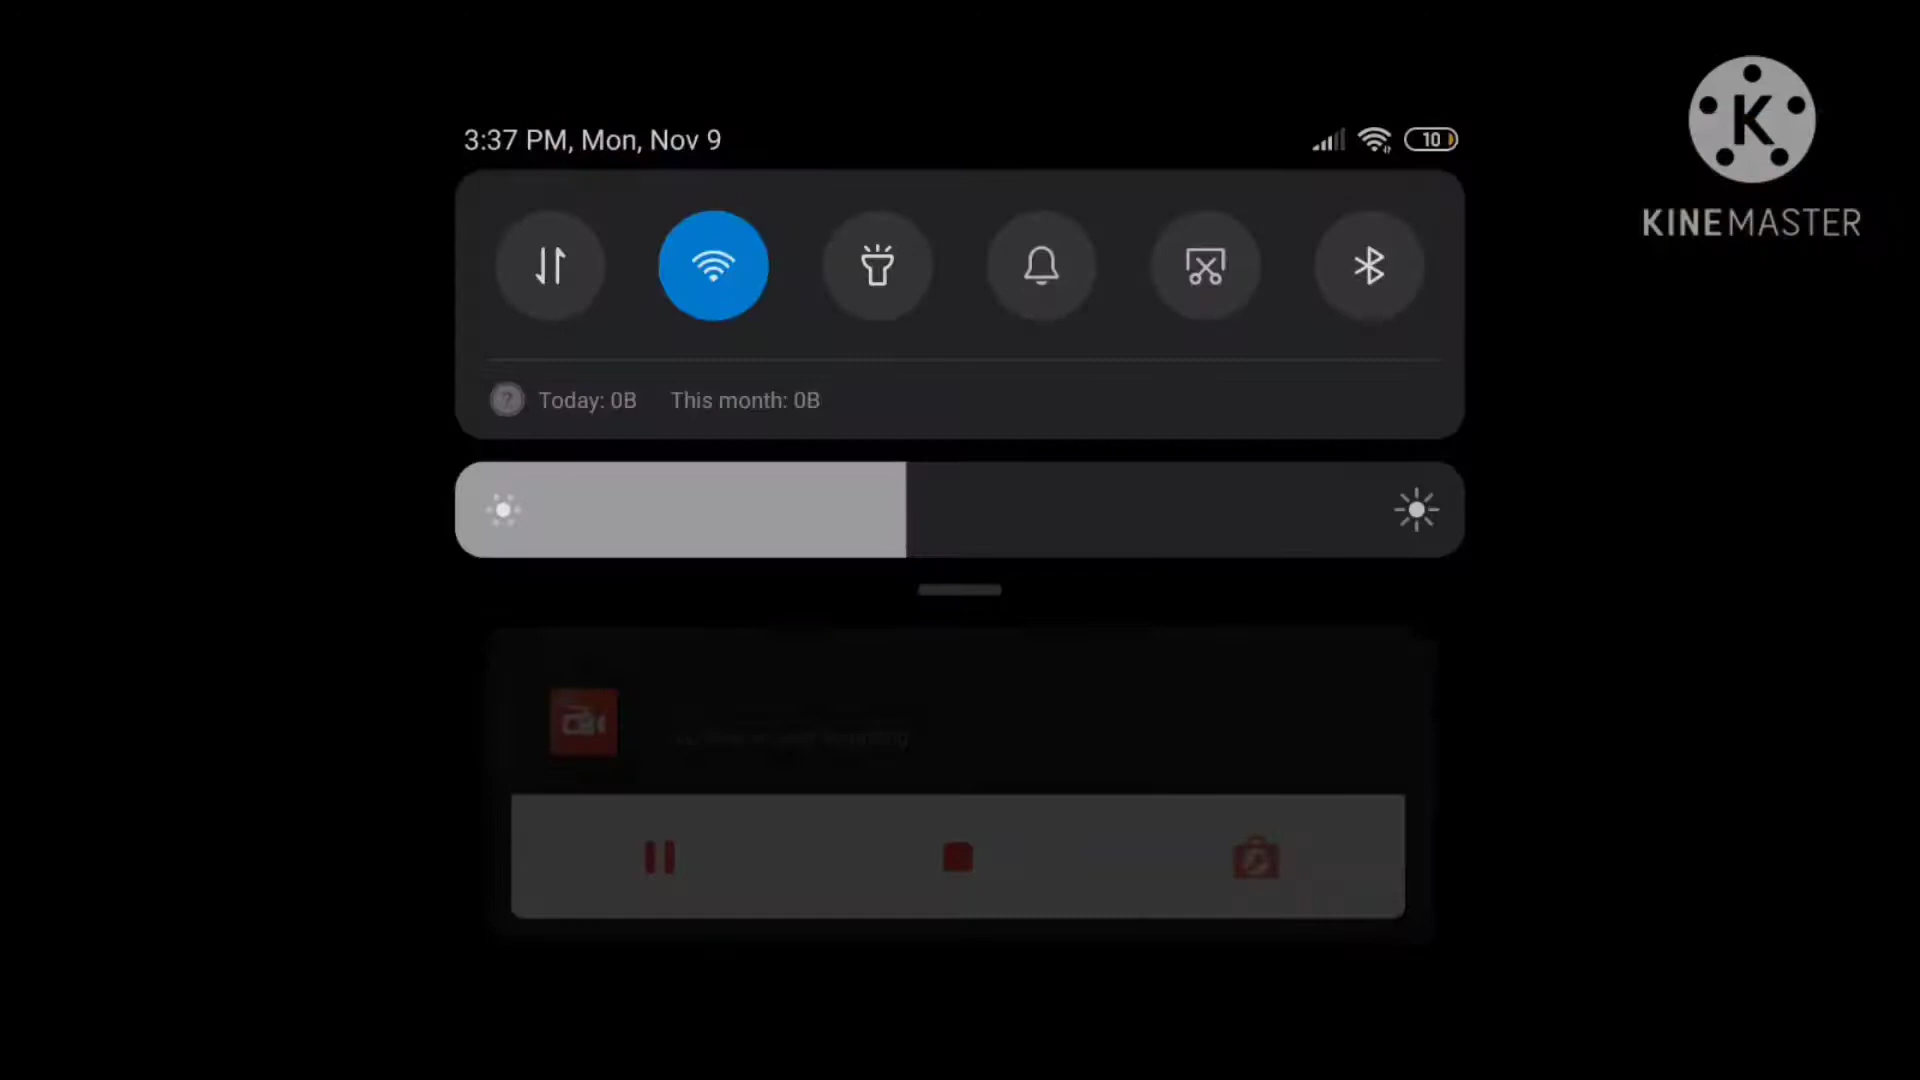 3:37 PM, Mon, Nov 9
10
K
KINEMASTER
?
Today: 0B This month: 0B